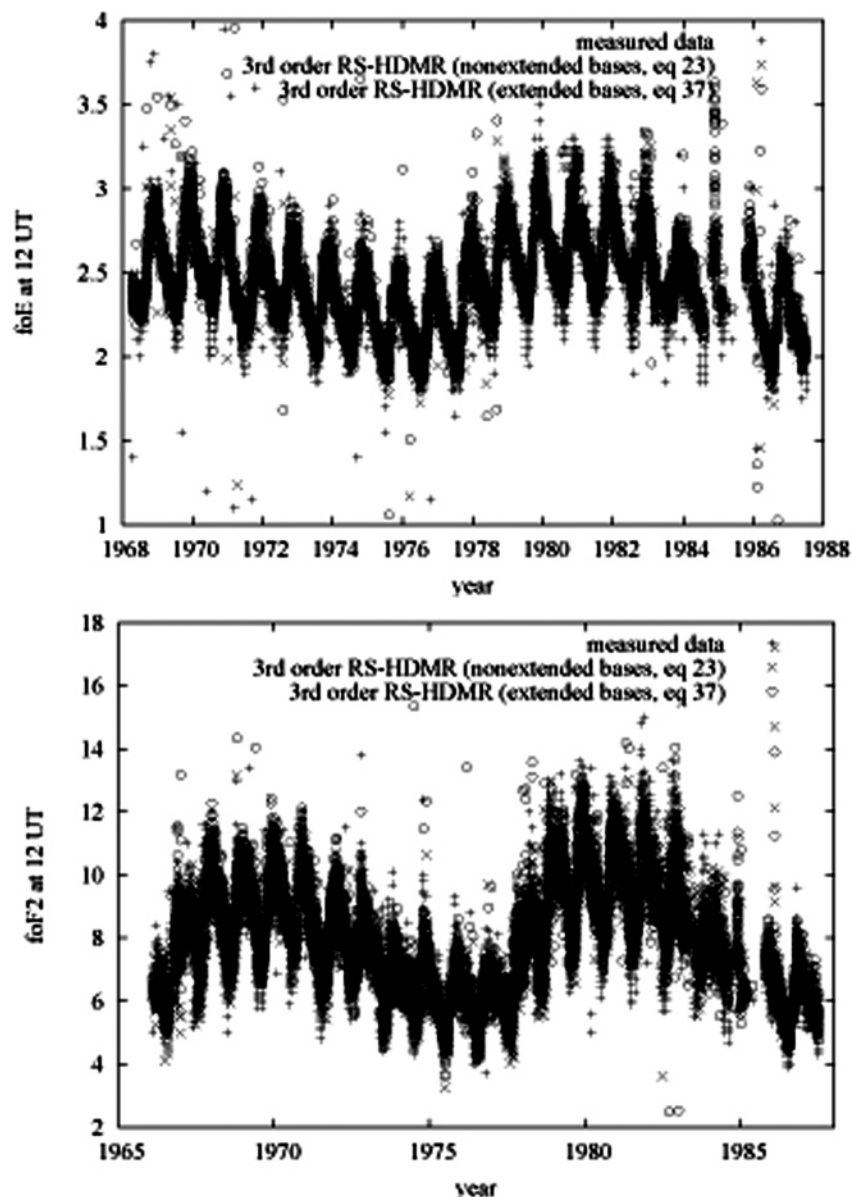 4
3.5
3
2.5
2
1.5
1
foE at 12 UT
measured data
3rd order RS-HDMR (nonextended bases, eq 23)
3rd order RS-HDMR (extended bases, eq 37)
1968 1970 1972 1974 1976 1978 1980 1982 1984 1986 1988
year
18
16
14
12
10
8
6
4
2
foF2 at 12 UT
measured data
3rd order RS-HDMR (nonextended bases, eq 23)
3rd order RS-HDMR (extended bases, eq 37)
1965 1970 1975 1980 1985
year